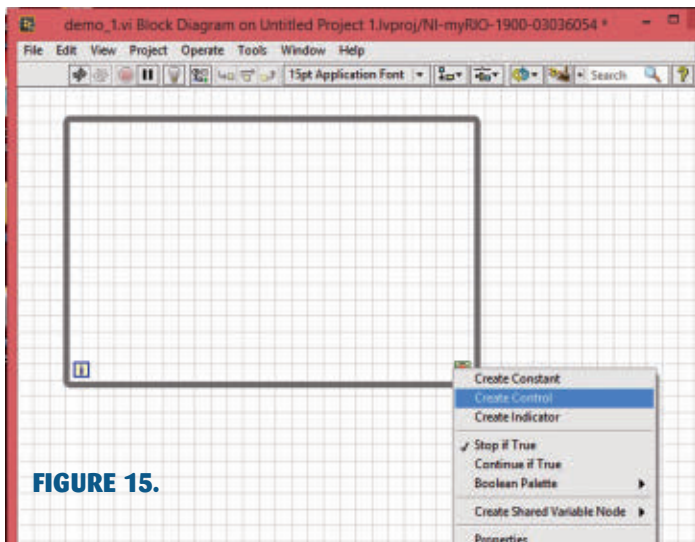 demo_1.vi Block Diagram on Untitled Project 1.lvproj/NI-myRIO-1900-03036054 *
File Edit View Project Operate Tools Window Help
15pt Application Font Search
i
Create Constant
Create Control
Create Indicator
Stop if True
Continue if True
Boolean Palette
Create Shared Variable Node
Properties
FIGURE 15.